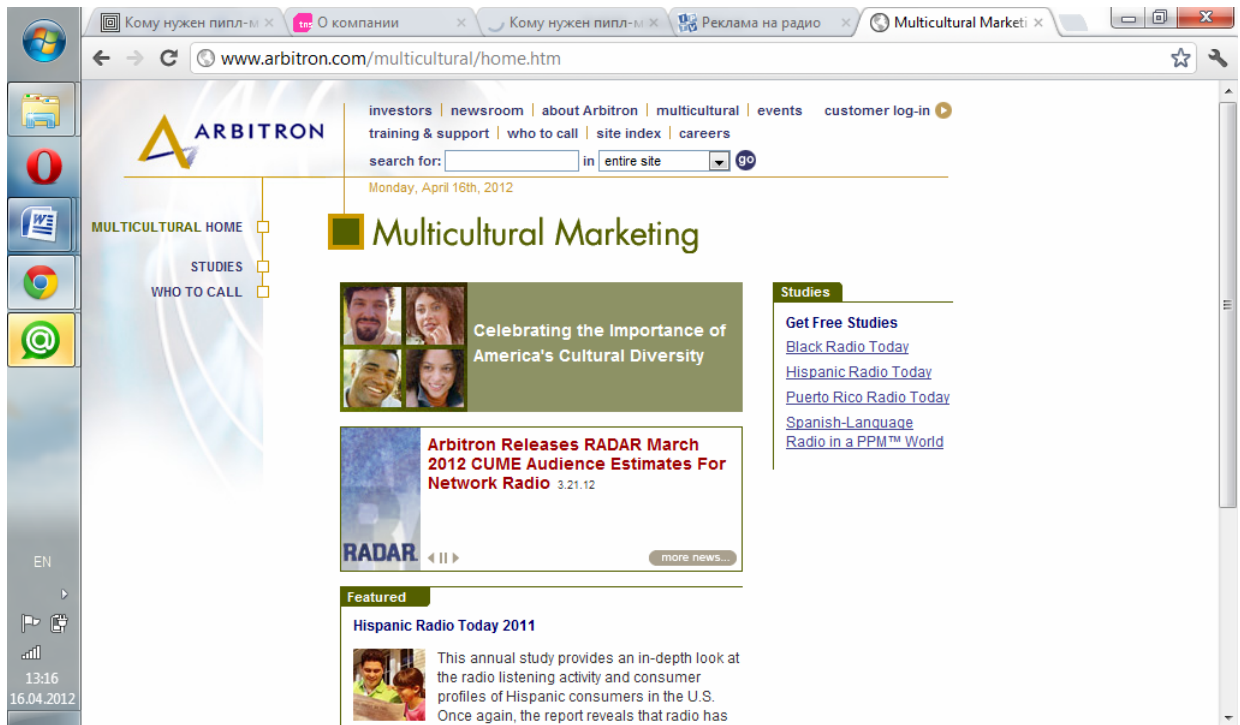 Кому нужен пипл-м
О компании
Кому нужен пипл-м
Реклама на радио
Multicultural Marketi
www.arbitron.com/multicultural/home.htm
ARBITRON
investors | newsroom | about Arbitron | multicultural | events customer log-in
training & support | who to call | site index | careers
search for: in entire site go
Monday, April 16th, 2012
MULTICULTURAL HOME
STUDIES
WHO TO CALL
Multicultural Marketing
Celebrating the Importance of
America's Cultural Diversity
Arbitron Releases RADAR March
2012 CUME Audience Estimates For
Network Radio 3.21.12
RADAR.
more news...
Featured
Hispanic Radio Today 2011
This annual study provides an in-depth look at
the radio listening activity and consumer
profiles of Hispanic consumers in the U.S.
Once again, the report reveals that radio has
Studies
Get Free Studies
Black Radio Today
Hispanic Radio Today
Puerto Rico Radio Today
Spanish-Language
Radio in a PPM™ World
EN
13:16
16.04.2012